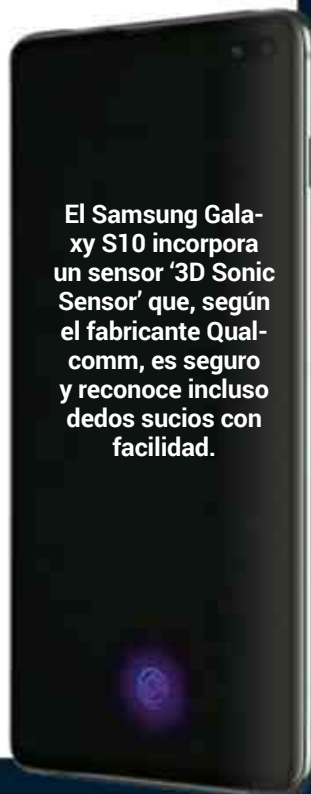 El Samsung Gala-
xy S10 incorpora
un sensor ‘3D Sonic
Sensor’ que, según
el fabricante Qual-
comm, es seguro
y reconoce incluso
dedos sucios con
facilidad.